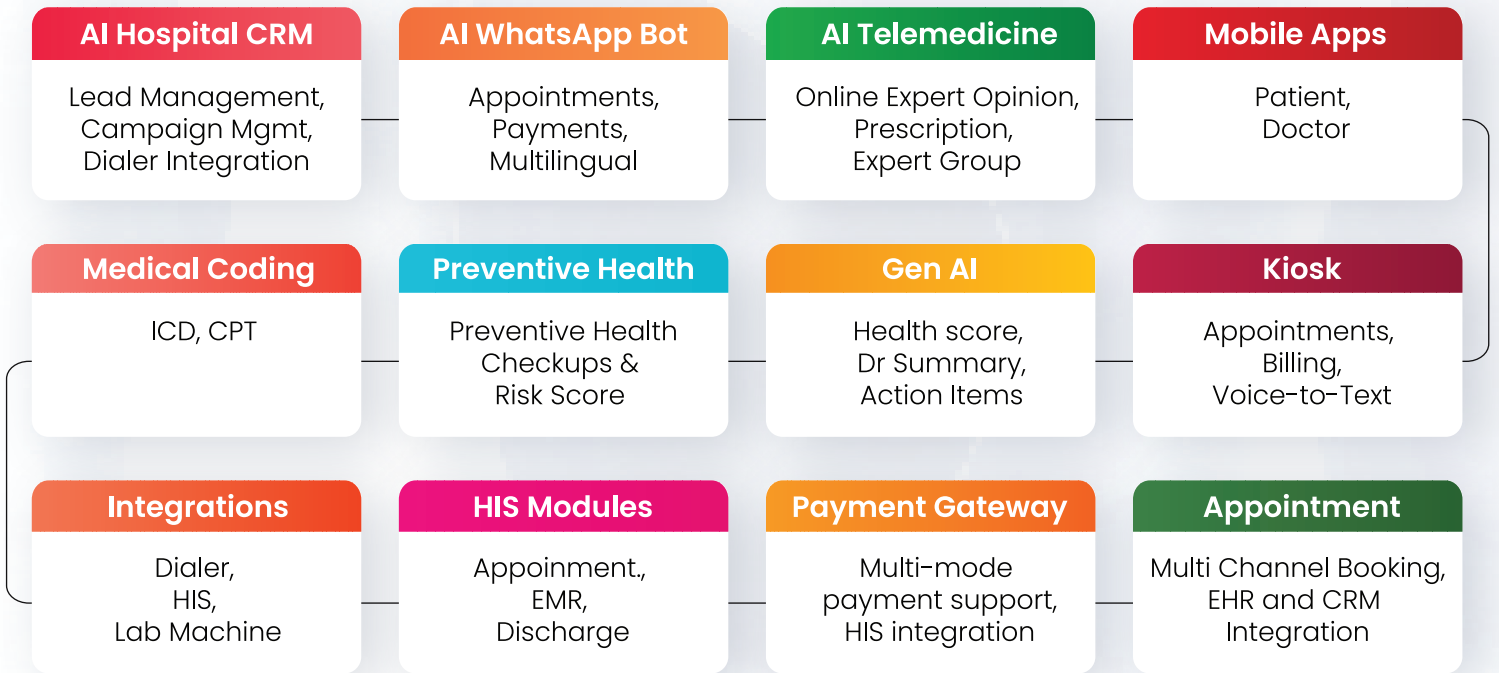 AI Hospital CRM
Lead Management,
Campaign Mgmt,
Dialer Integration
AI WhatsApp Bot
Appointments,
Payments,
Multilingual
AI Telemedicine
Online Expert Opinion,
Prescription,
Expert Group
Mobile Apps
Patient,
Doctor
Medical Coding
ICD, CPT
Preventive Health
Preventive Health
Checkups &
Risk Score
Gen AI
Health score,
Dr Summary,
Action Items
Kiosk
Appointments,
Billing,
Voice-to-Text
Integrations
Dialer,
HIS,
Lab Machine
HIS Modules
Appoinment.,
EMR,
Discharge
Payment Gateway
Multi-mode
payment support,
HIS integration
Appointment
Multi Channel Booking,
EHR and CRM
Integration